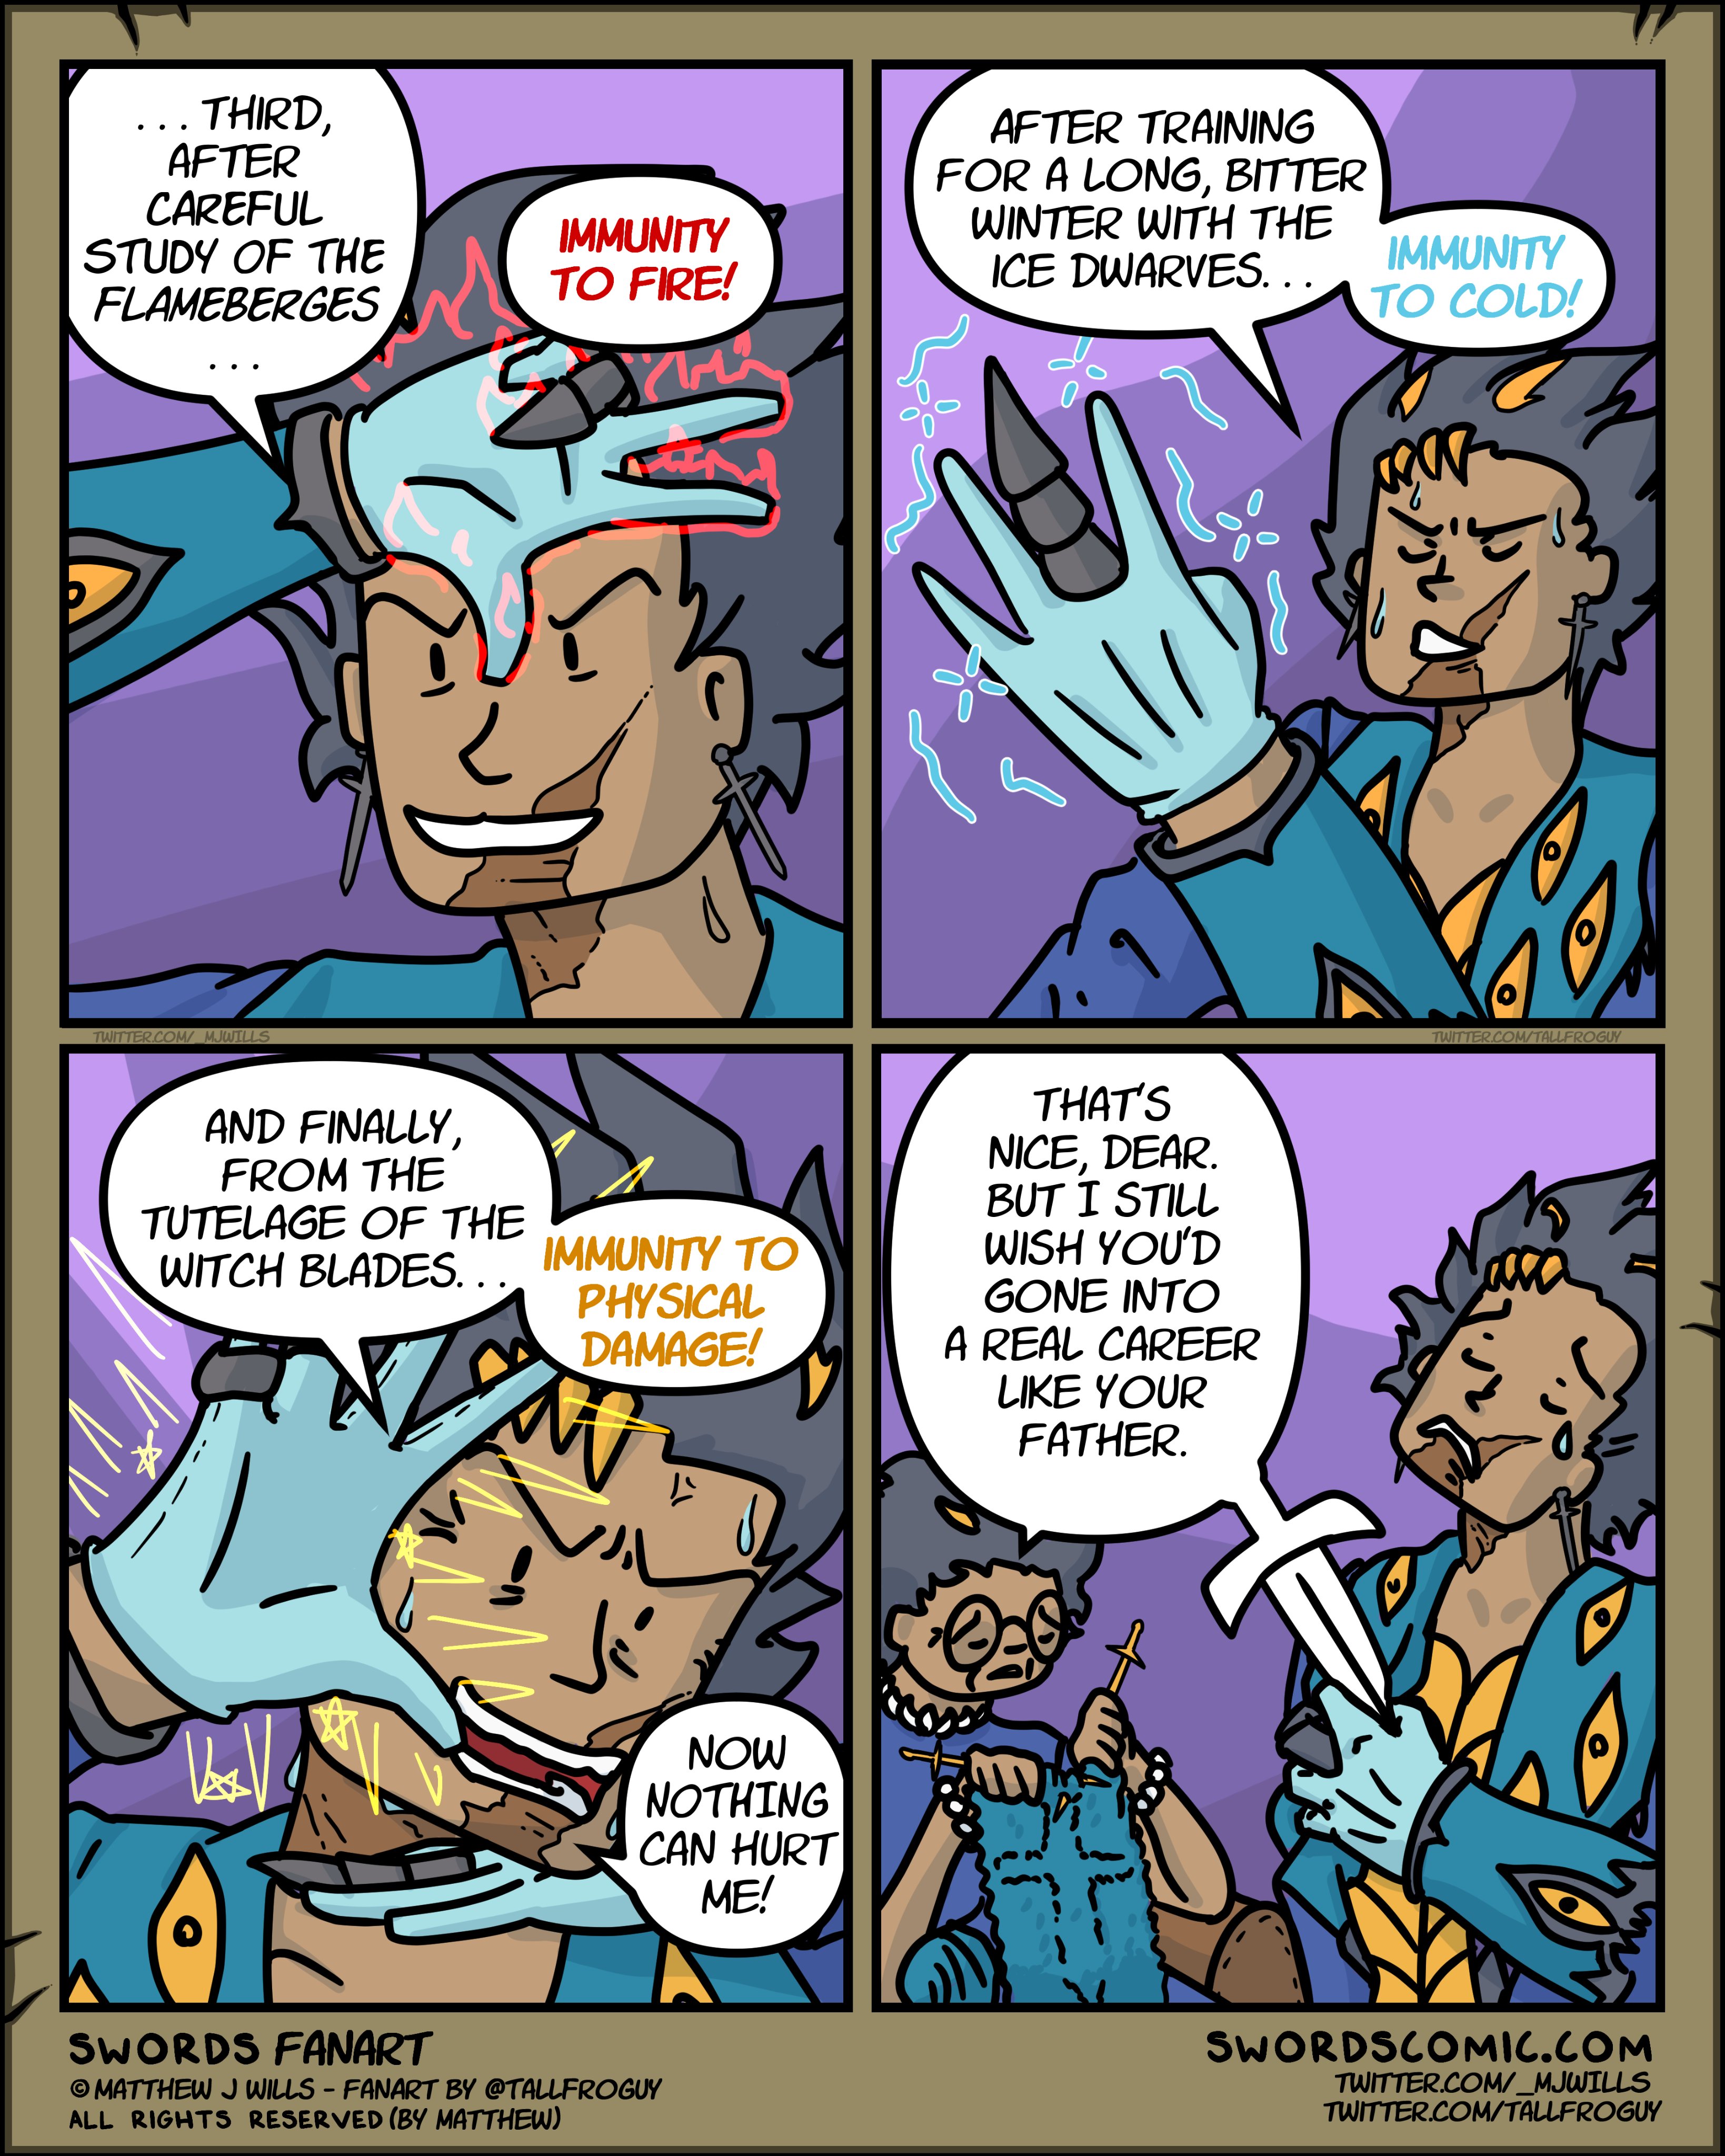 ... THIRD,
AFTER
CAREFUL
STUDY OF THE
FLAMEBERGES
...
IMMUNITY
TO FIRE!
AFTER TRAINING
FOR A LONG, BITTER
WINTER WITH THE
ICE DWARVES...
IMMUNITY
TO COLD!
TWITTER.COM/_MJWILLS
TWITTER.COM/TALLFROGUY
AND FINALLY,
FROM THE
TUTELAGE OF THE
WITCH BLADES...
IMMUNITY TO
PHYSICAL
DAMAGE!
NOW
NOTHING
CAN HURT
ME!
THAT'S
NICE, DEAR.
BUT I STILL
WISH YOU'D
GONE INTO
A REAL CAREER
LIKE YOUR
FATHER.
SWORDS FANART
© MATTHEW J WILLS - FANART BY @TALLFROGUY
ALL RIGHTS RESERVED (BY MATTHEW)
SWORDSCOMIC.COM
TWITTER.COM/_MJWILLS
TWITTER.COM/TALLFROGUY